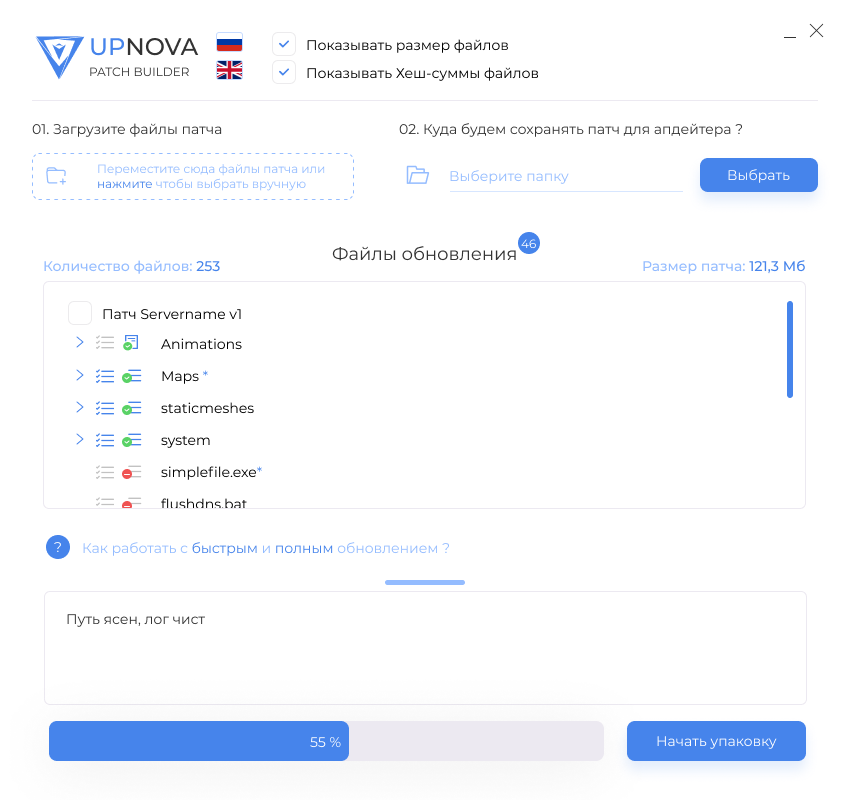 UPNOVA
PATCH BUILDER
Показывать размер файлов
Показывать Хеш-суммы файлов
01. Загрузите файлы патча
Переместите сюда файлы патча или
нажмите чтобы выбрать вручную
02. Куда будем сохранять патч для апдейтера ?
Выберите папку
Выбрать
Количество файлов: 253
Файлы обновления 46
Размер патча: 121,3 Мб
Патч Servername v1
Animations
Maps *
staticmeshes
system
simplefile.exe*
flushdns.bat
? Как работать с быстрым и полным обновлением ?
Путь ясен, лог чист
55 %
Начать упаковку